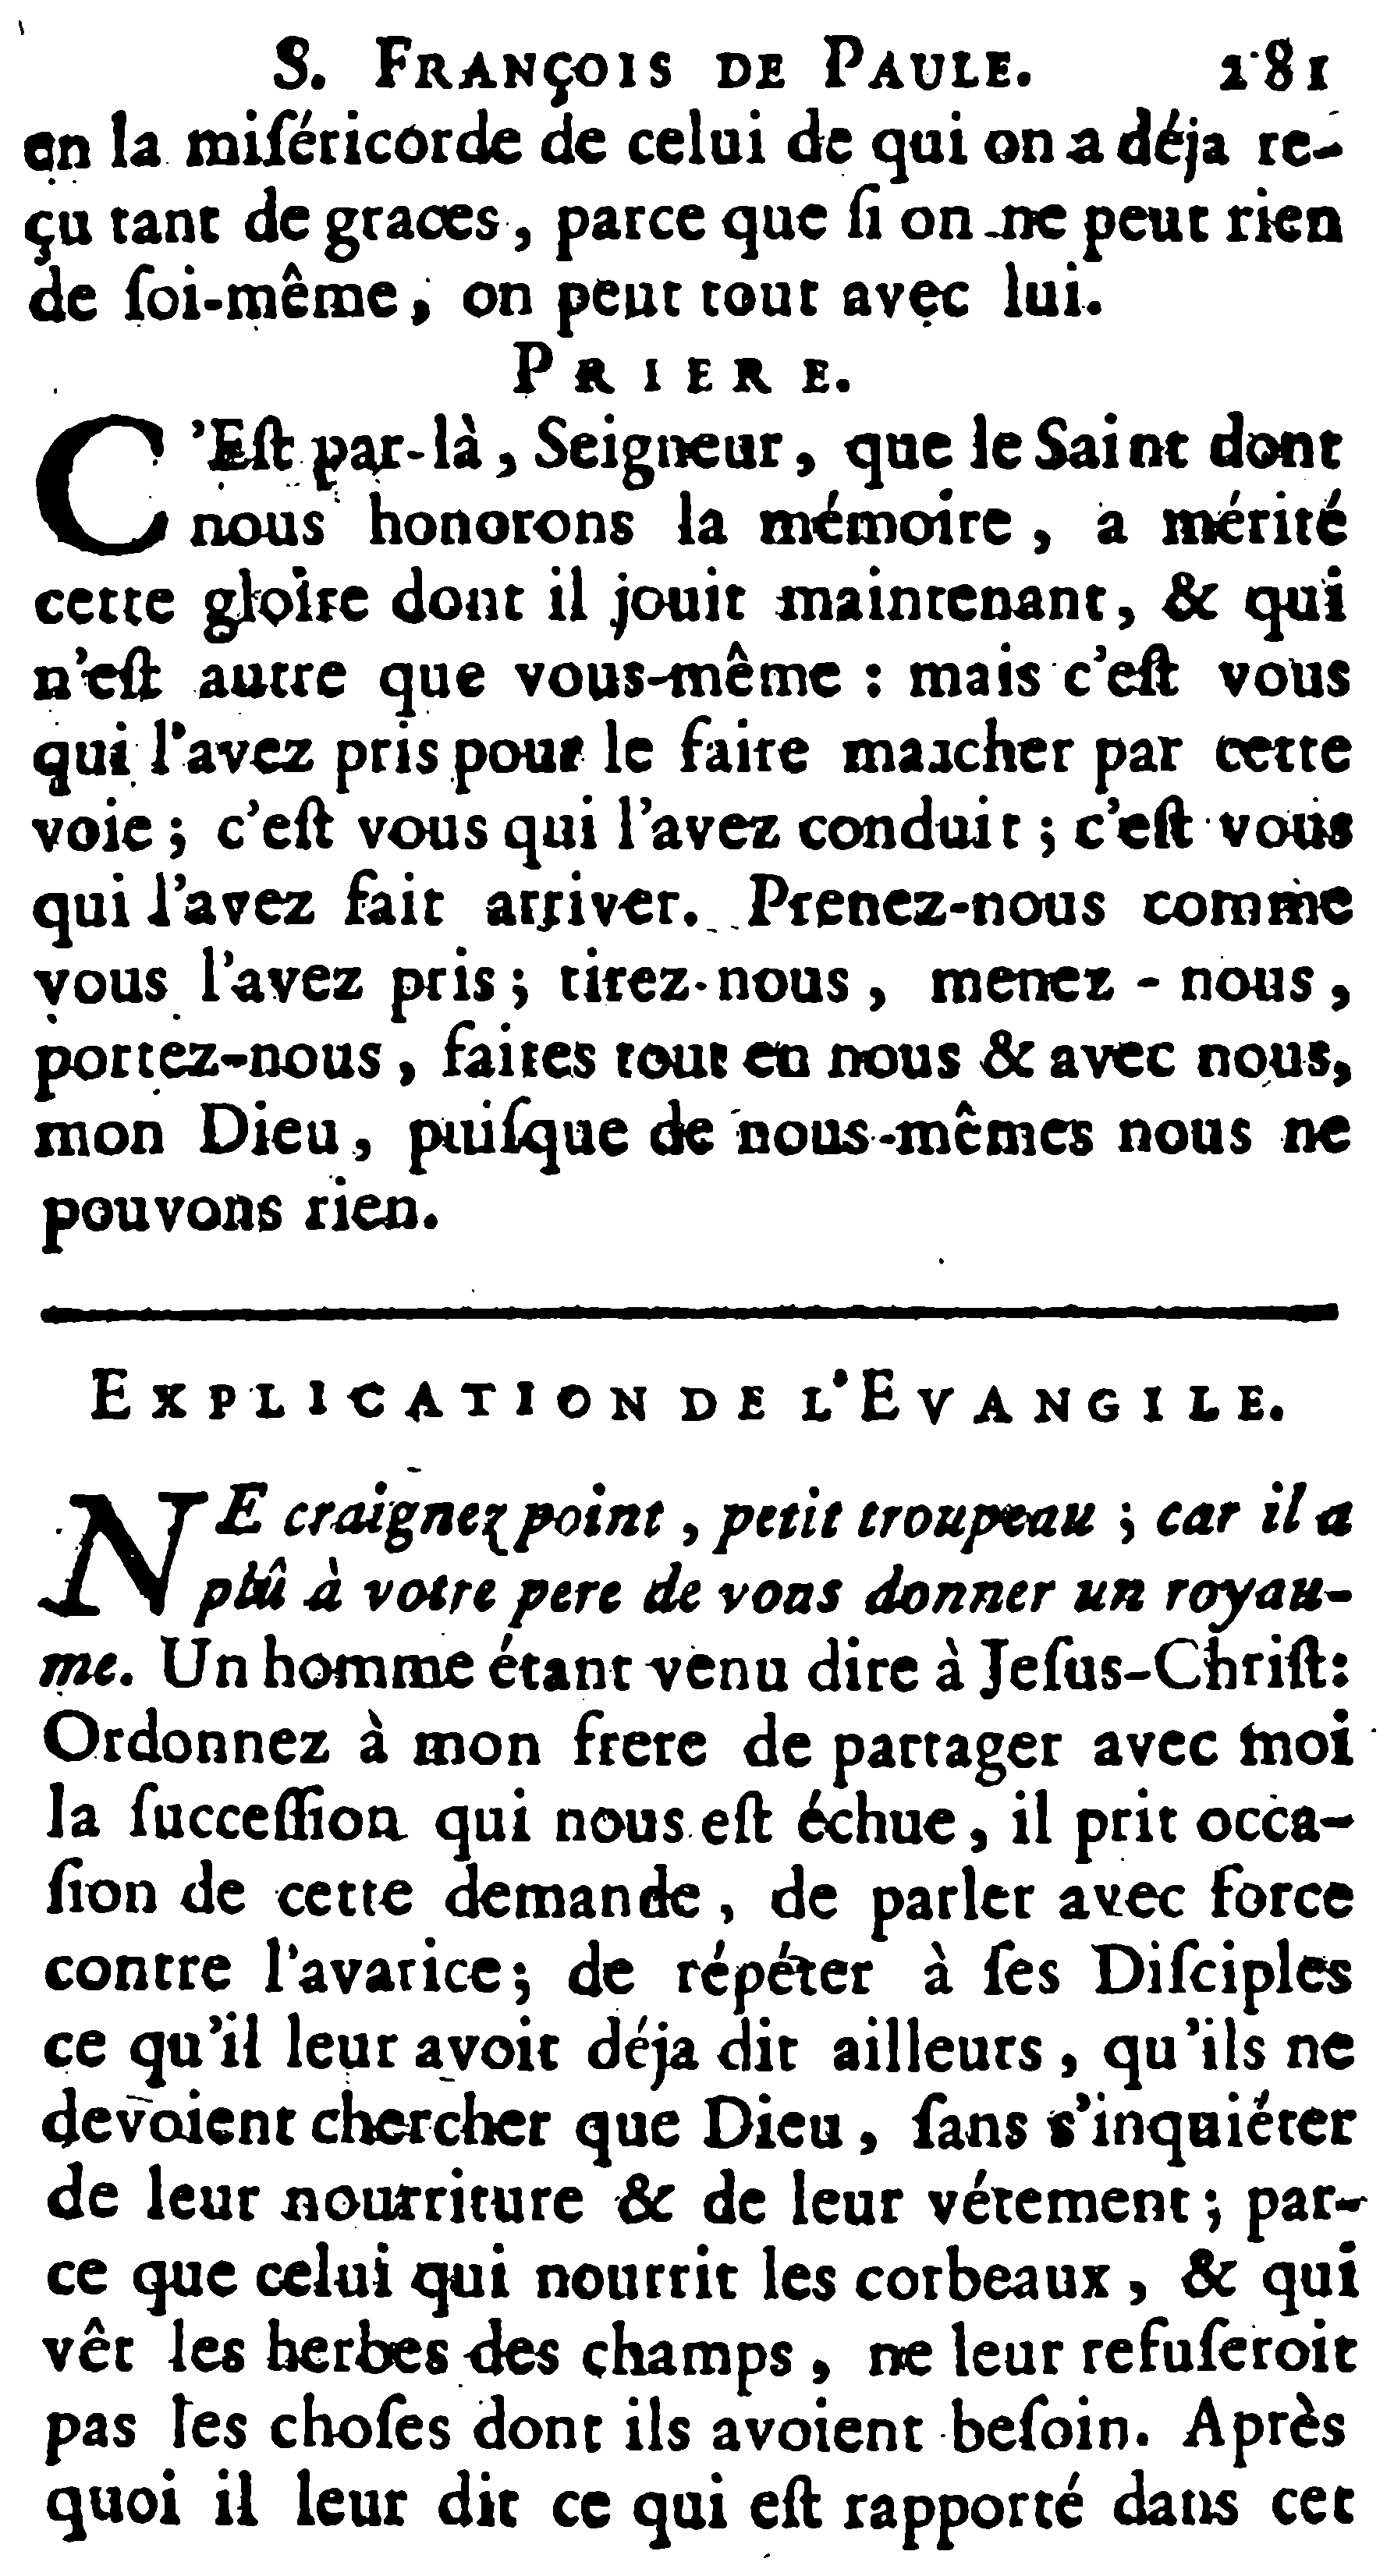 S. FRANÇOIS DE PAULE. 281
en la miſéricorde de celui de qui on a déja re-
çu tant de graces, parce que ſi on ne peut rien
de ſoi-même, on peut tout avec lui.
PRIERE.
C'Eſt par-là, Seigneur, que le Saint dont
nous honorons la mémoire, a mérité
cette gloire dont il jouit maintenant, & qui
n'eſt autre que vous-même : mais c'eſt vous
qui l'avez pris pour le faire marcher par cette
voie; c'eſt vous qui l'avez conduit; c'eſt vous
qui l'avez fait arriver. Prenez-nous comme
vous l'avez pris; tirez-nous, menez-nous,
portez-nous, faites tout en nous & avec nous,
mon Dieu, puiſque de nous-mêmes nous ne
pouvons rien.
EXPLICATION DE L'EVANGILE.
NE craignez point, petit troupeau; car il a
plû à votre pere de vous donner un royau-
me. Un homme étant venu dire à Jeſus-Chriſt:
Ordonnez à mon frere de partager avec moi
la ſucceſſion qui nous eſt échue, il prit occa-
ſion de cette demande, de parler avec force
contre l'avarice; de répéter à ſes Diſciples
ce qu'il leur avoit déja dit ailleurs, qu'ils ne
devoient chercher que Dieu, ſans s'inquiéter
de leur nourriture & de leur vétement; par-
ce que celui qui nourrit les corbeaux, & qui
vêt les herbes des champs, ne leur refuſeroit
pas les choſes dont ils avoient beſoin. Après
quoi il leur dit ce qui eſt rapporté dans cet